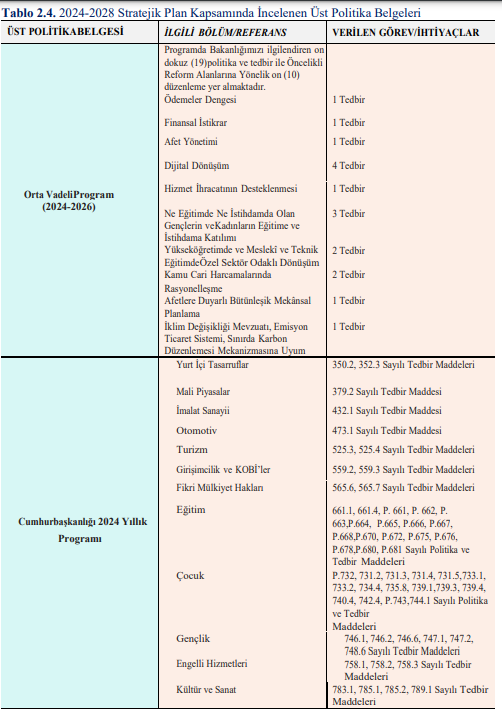 Tablo 2.4. 2024-2028 Stratejik Plan Kapsamında İncelenen Üst Politika Belgeleri
ÜST POLİTİKABELGESİ
İLGİLİ BÖLÜM/REFERANS
VERİLEN GÖREV/İHTİYAÇLAR
Orta VadeliProgram
(2024-2026)
Programda Bakanlığımızı ilgilendiren on
dokuz (19)politika ve tedbir ile Öncelikli
Reform Alanlarına Yönelik on (10)
düzenleme yer almaktadır.
Ödemeler Dengesi
1 Tedbir
Finansal İstikrar
1 Tedbir
Afet Yönetimi
1 Tedbir
Dijital Dönüşüm
4 Tedbir
Hizmet İhracatının Desteklenmesi
1 Tedbir
Ne Eğitimde Ne İstihdamda Olan
Gençlerin veKadınların Eğitime ve
İstihdama Katılımı
3 Tedbir
Yükseköğretimde ve Meslekî ve Teknik
EğitimdeÖzel Sektör Odaklı Dönüşüm
2 Tedbir
Kamu Cari Harcamalarında
Rasyonelleşme
2 Tedbir
Afetlere Duyarlı Bütünleşik Mekânsal
Planlama
1 Tedbir
İklim Değişikliği Mevzuatı, Emisyon
Ticaret Sistemi, Sınırda Karbon
Düzenlemesi Mekanizmasına Uyum
1 Tedbir
Cumhurbaşkanlığı 2024 Yıllık
Programı
Yurt İçi Tasarruflar
350.2, 352.3 Sayılı Tedbir Maddeleri
Mali Piyasalar
379.2 Sayılı Tedbir Maddesi
İmalat Sanayii
432.1 Sayılı Tedbir Maddesi
Otomotiv
473.1 Sayılı Tedbir Maddesi
Turizm
525.3, 525.4 Sayılı Tedbir Maddeleri
Girişimcilik ve KOBİ'ler
559.2, 559.3 Sayılı Tedbir Maddeleri
Fikri Mülkiyet Hakları
565.6, 565.7 Sayılı Tedbir Maddeleri
Eğitim
661.1, 661.4, P. 661, P. 662, P.
663,P.664, P.665, P.666, P.667,
P.668,P.670, P.672, P.675, P.676,
P.678,P.680, P.681 Sayılı Politika ve
Tedbir Maddeleri
Çocuk
P.732, 731.2, 731.3, 731.4, 731.5,733.1,
733.2, 734.4, 735.8, 739.1,739.3, 739.4,
740.4, 742.4, P.743,744.1 Sayılı Politika
ve Tedbir
Maddeleri
Gençlik
746.1, 746.2, 746.6, 747.1, 747.2,
748.6 Sayılı Tedbir Maddeleri
Engelli Hizmetleri
758.1, 758.2, 758.3 Sayılı Tedbir
Maddeleri
Kültür ve Sanat
783.1, 785.1, 785.2, 789.1 Sayılı Tedbir
Maddeleri